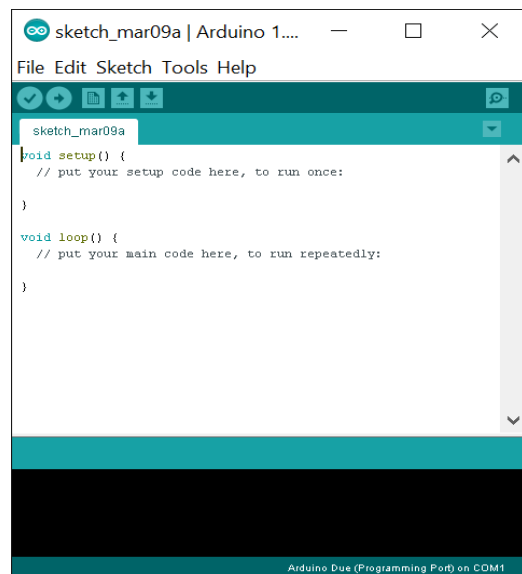 sketch_mar09a | Arduino 1....
File Edit Sketch Tools Help
sketch_mar09a
void setup() {
  // put your setup code here, to run once:
}
void loop() {
  // put your main code here, to run repeatedly:
}
Arduino Due (Programming Port) on COM1